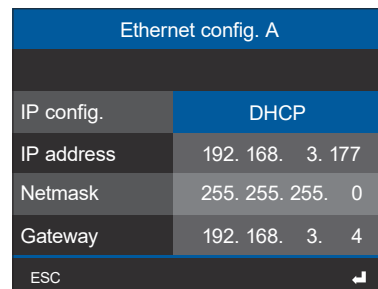 Ethernet config. A
IP config. DHCP
IP address 192. 168. 3. 177
Netmask 255. 255. 255. 0
Gateway 192. 168. 3. 4
ESC